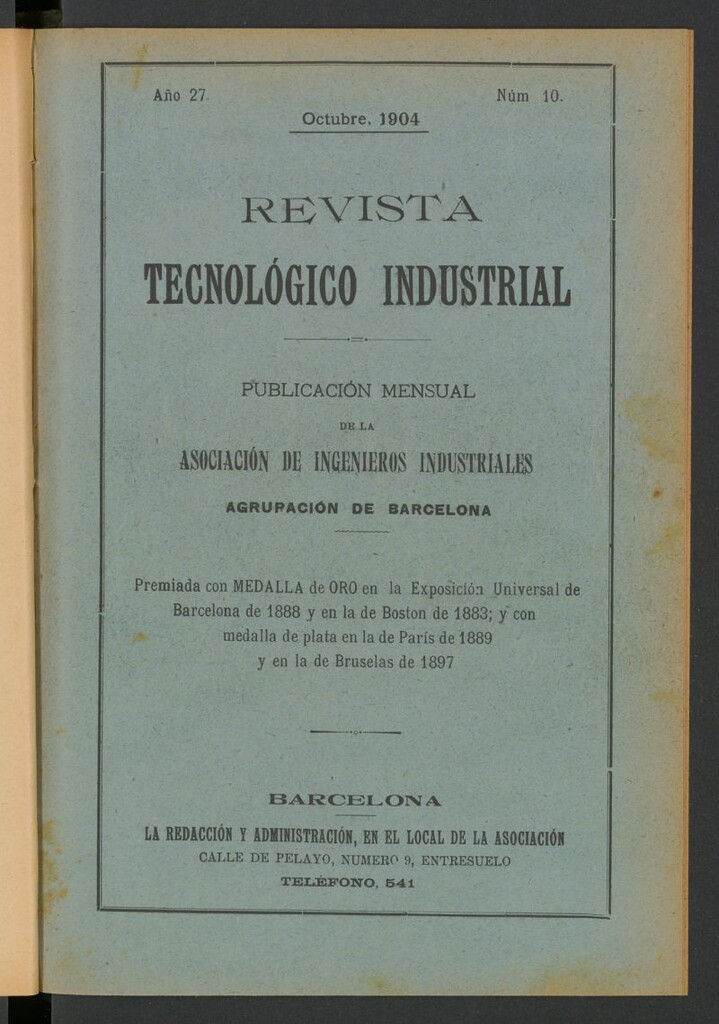 Año 27.
Núm 10.
Octubre, 1904
REVISTA
TECNOLÓGICO INDUSTRIAL
PUBLICACIÓN MENSUAL
DE LA
ASOCIACIÓN DE INGENIEROS INDUSTRIALES
AGRUPACIÓN DE BARCELONA
Premiada con MEDALLA de ORO en la Exposición Universal de
Barcelona de 1888 y en la de Boston de 1883; y con
medalla de plata en la de París de 1889
y en la de Bruselas de 1897
BARCELONA
LA REDACCIÓN Y ADMINISTRACIÓN, EN EL LOCAL DE LA ASOCIACIÓN
CALLE DE PELAYO, NUMERO 9, ENTRESUELO
TELÉFONO, 541